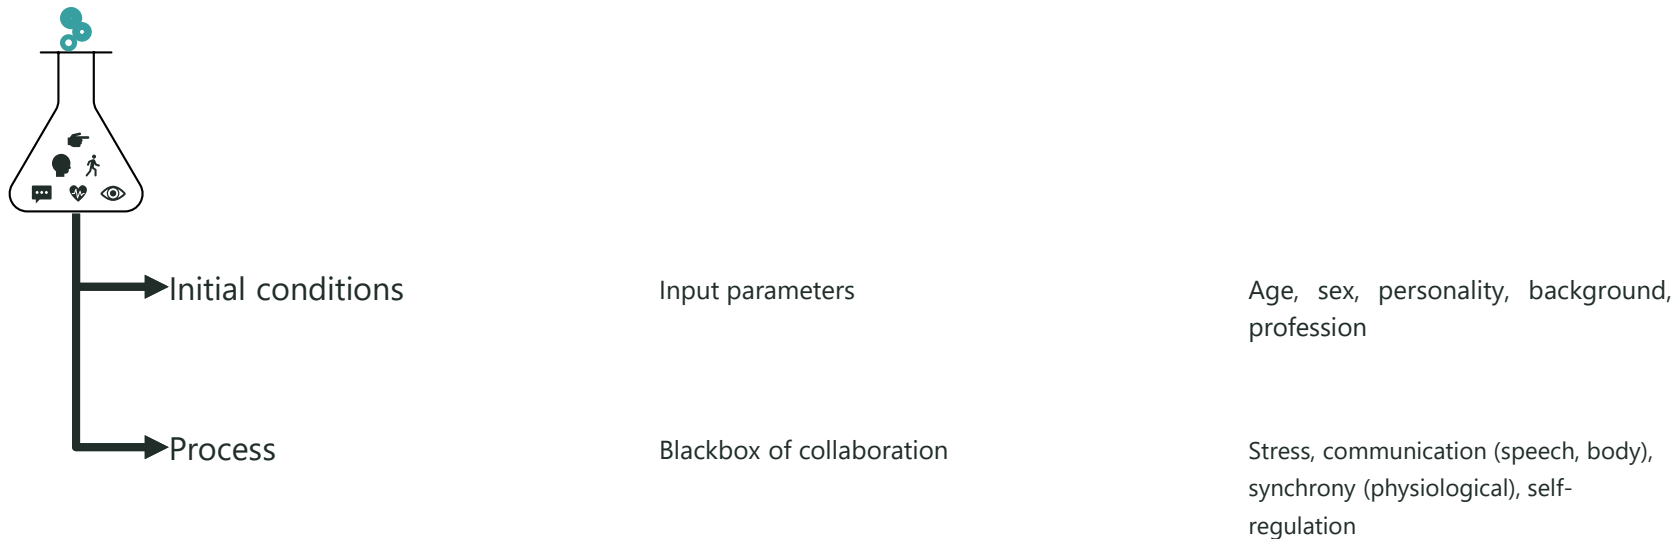 Initial conditions
Input parameters
Age, sex, personality, background,
profession
Process
Blackbox of collaboration
Stress, communication (speech, body),
synchrony (physiological), self-
regulation